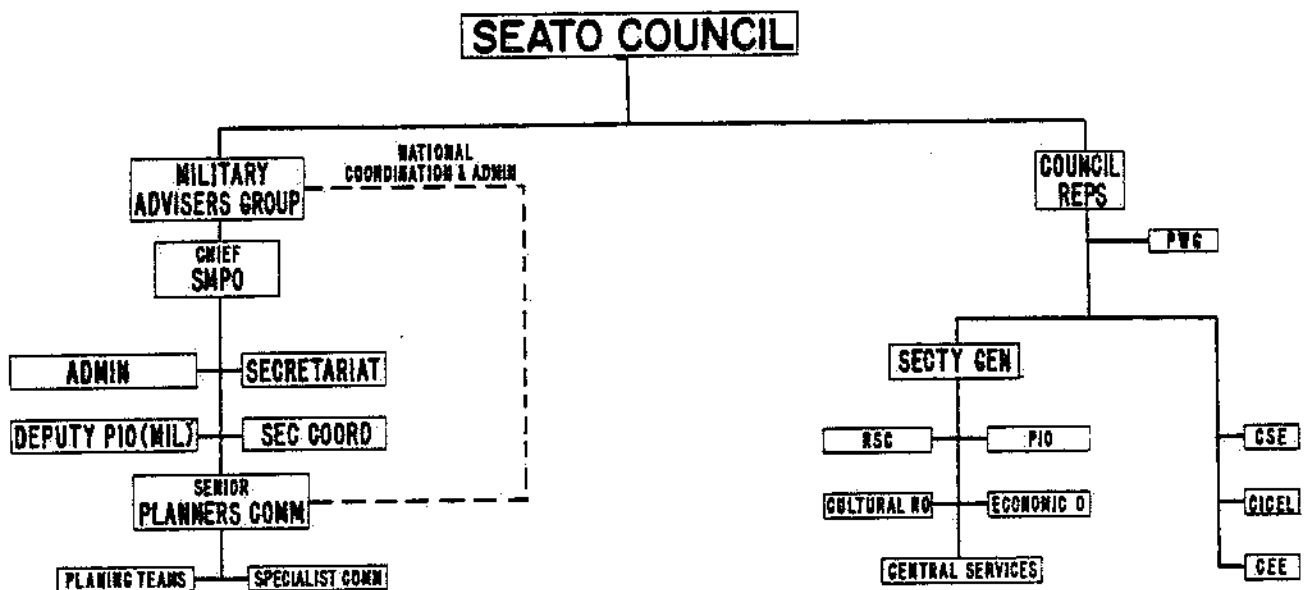 SEATO COUNCIL
NATIONAL
COORDINATION & ADMIN
MILITARY
ADVISERS GROUP
COUNCIL
REPS
PWG
CHIEF
SMPO
SECTY GEN
ADMIN
SECRETARIAT
DEPUTY PIO(MIL)
SEC COORD
RSC
PIO
CSE
SENIOR
PLANNERS COMM
CULTURAL RO
ECONOMIC O
CICEL
PLANING TEAMS
SPECIALIST COMM
CENTRAL SERVICES
CEE